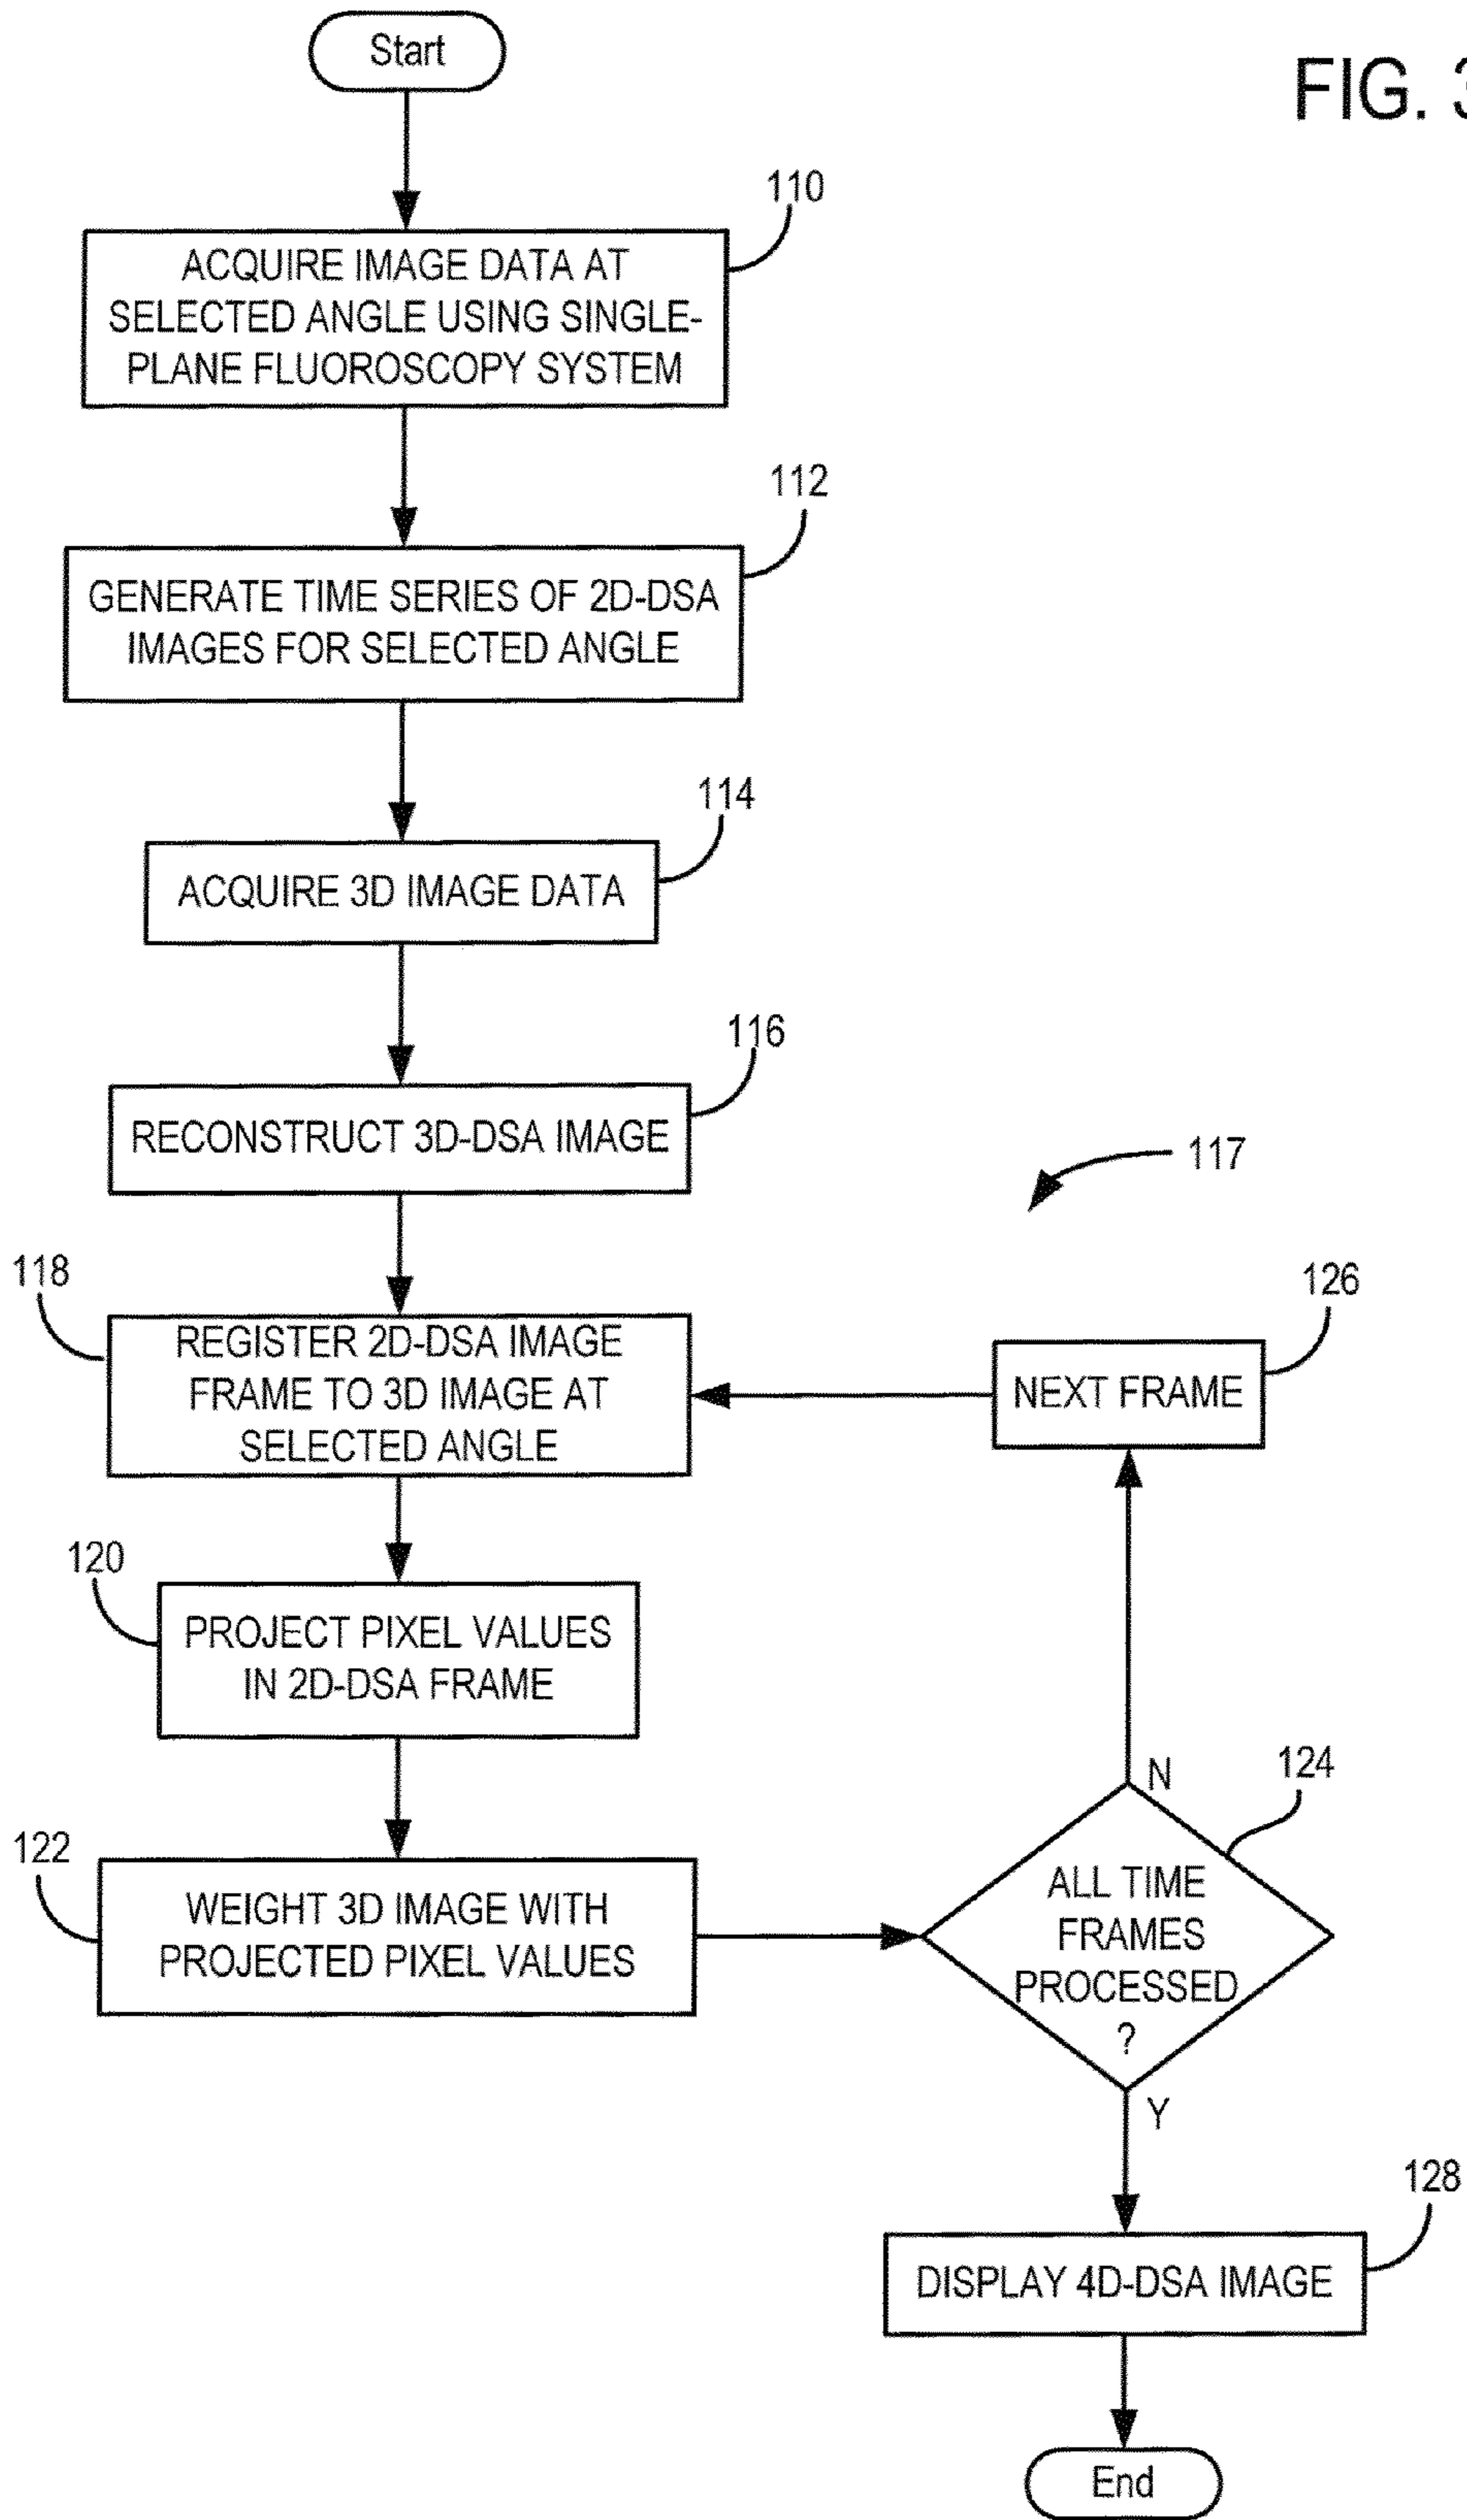 Start
FIG. 3
110
ACQUIRE IMAGE DATA AT
SELECTED ANGLE USING SINGLE-
PLANE FLUOROSCOPY SYSTEM
112
GENERATE TIME SERIES OF 2D-DSA
IMAGES FOR SELECTED ANGLE
114
ACQUIRE 3D IMAGE DATA
116
RECONSTRUCT 3D-DSA IMAGE
117
118
REGISTER 2D-DSA IMAGE
FRAME TO 3D IMAGE AT
SELECTED ANGLE
126
NEXT FRAME
120
PROJECT PIXEL VALUES
IN 2D-DSA FRAME
122
WEIGHT 3D IMAGE WITH
PROJECTED PIXEL VALUES
N
124
ALL TIME
FRAMES
PROCESSED
?
Y
128
DISPLAY 4D-DSA IMAGE
End